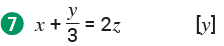 7 x + y/3 = 2z [y]